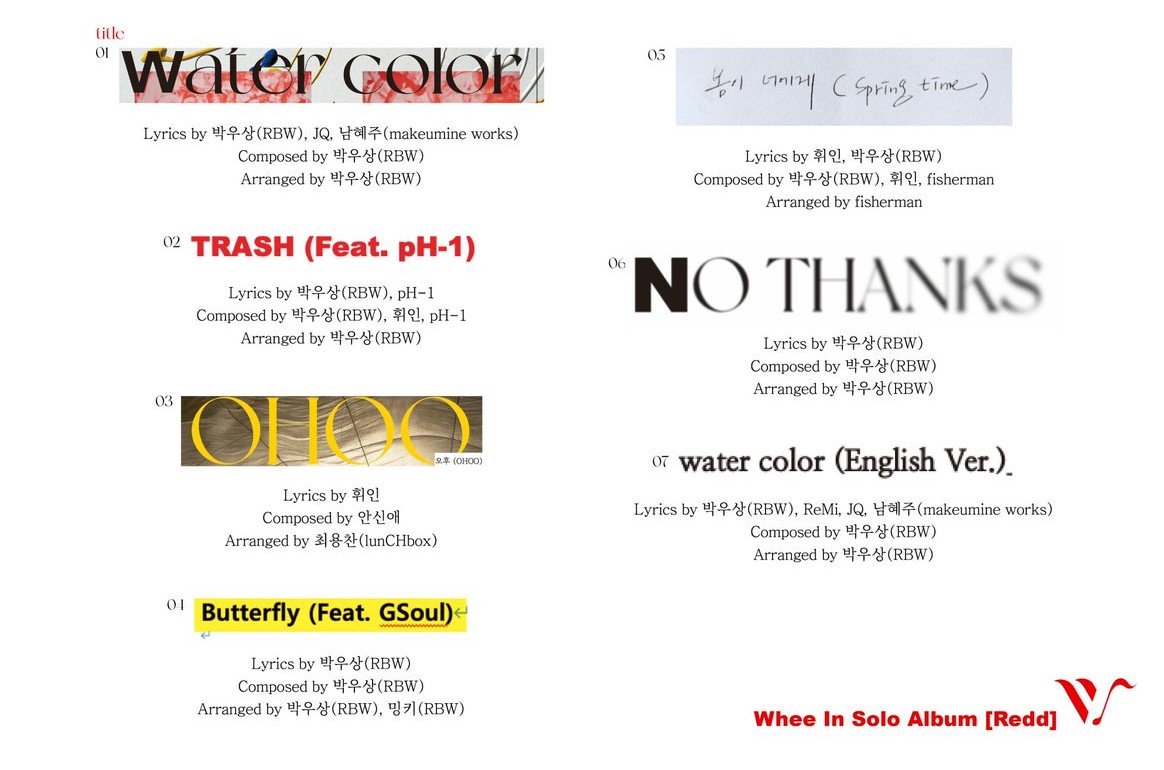 title
01 Water color
Lyrics by 박우상(RBW), JQ, 남혜주(makeumine works)
Composed by 박우상(RBW)
Arranged by 박우상(RBW)
02 TRASH (Feat. pH-1)
Lyrics by 박우상(RBW), pH-1
Composed by 박우상(RBW), 휘인, pH-1
Arranged by 박우상(RBW)
03 OHOO
오후 (OHOO)
Lyrics by 휘인
Composed by 안신애
Arranged by 최용찬(lunCHbox)
04 Butterfly (Feat. GSoul)
Lyrics by 박우상(RBW)
Composed by 박우상(RBW)
Arranged by 박우상(RBW), 밍키(RBW)
05 봄이 너에게 (Spring time)
Lyrics by 휘인, 박우상(RBW)
Composed by 박우상(RBW), 휘인, fisherman
Arranged by fisherman
06 NO THANKS
Lyrics by 박우상(RBW)
Composed by 박우상(RBW)
Arranged by 박우상(RBW)
07 water color (English Ver.)
Lyrics by 박우상(RBW), ReMi, JQ, 남혜주(makeumine works)
Composed by 박우상(RBW)
Arranged by 박우상(RBW)
Whee In Solo Album [Redd]